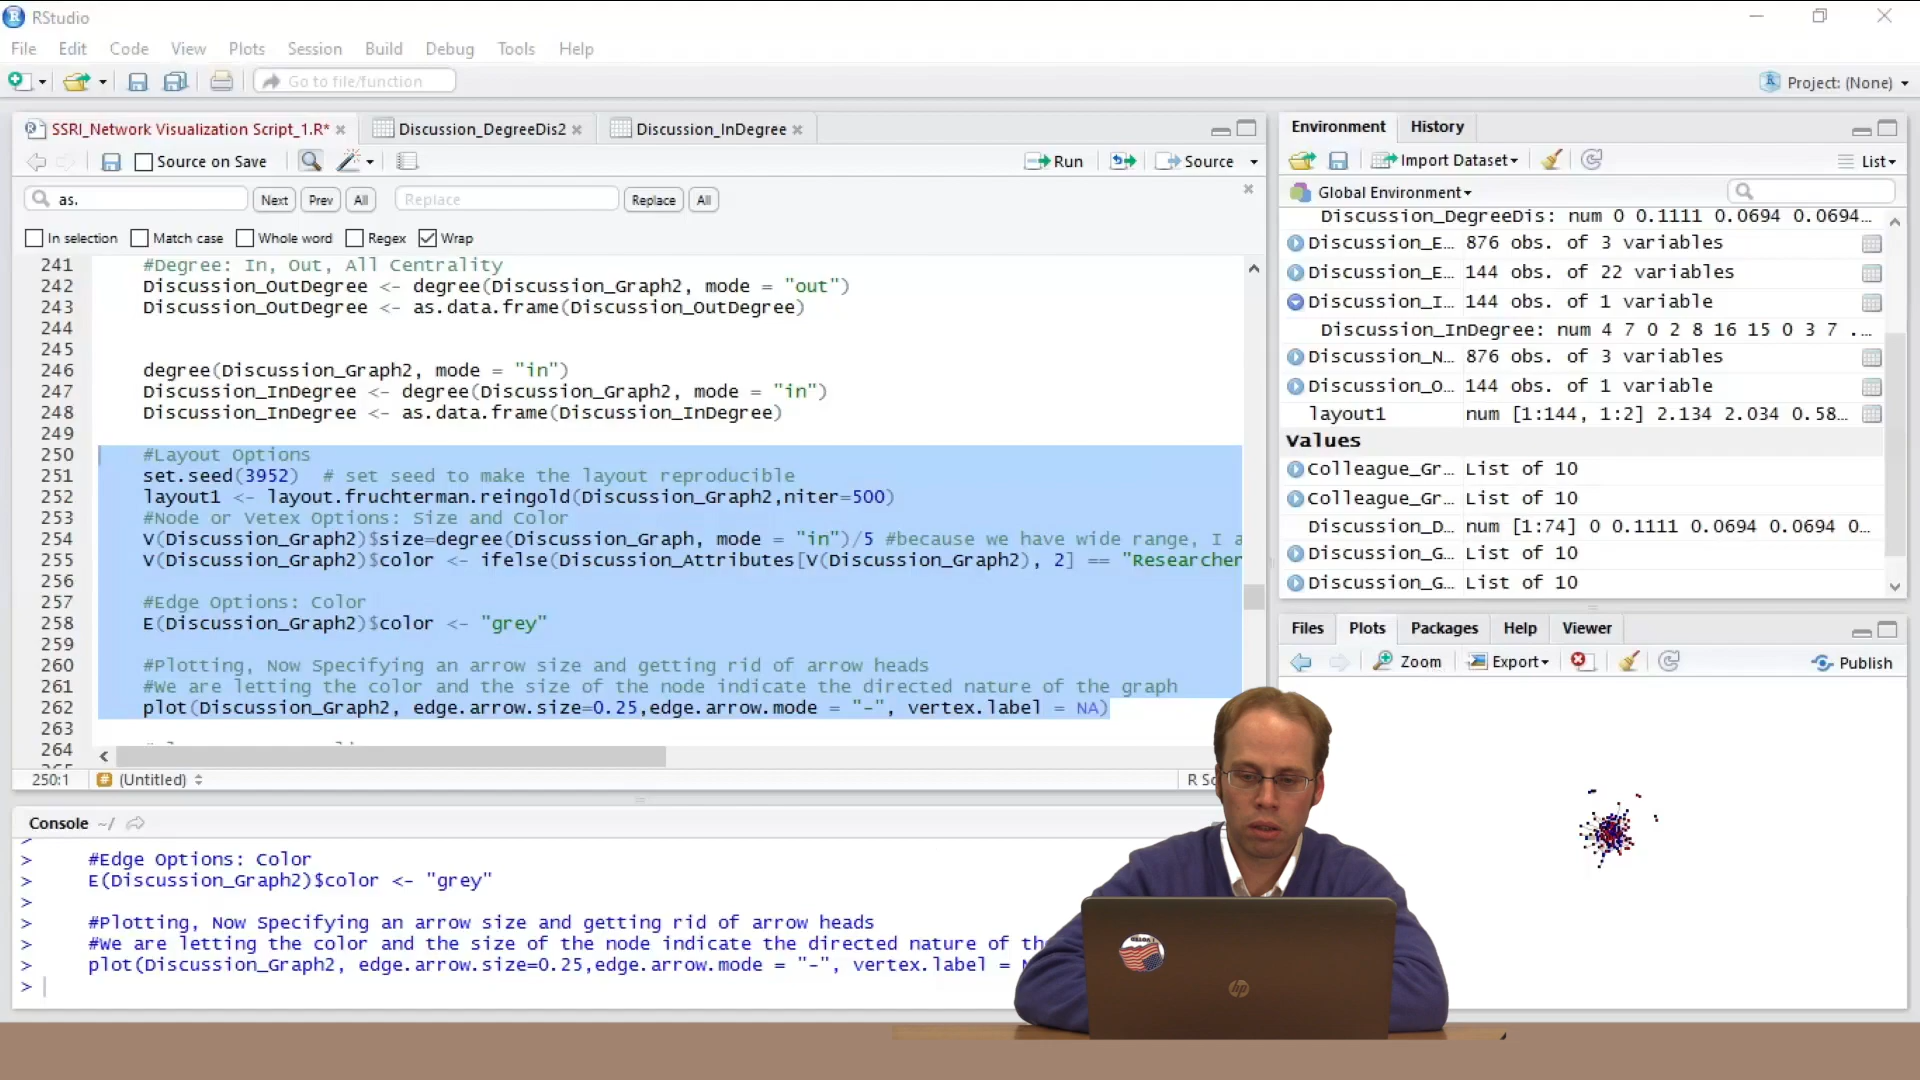 RStudio
File Edit Code View Plots Session Build Debug Tools Help
Go to file/function
Project: (None)
SSRI_Network Visualization Script_1.R* Discussion_DegreeDis2 Discussion_InDegree
Source on Save Run Source
as. Next Prev All Replace Replace All
In selection Match case Whole word Regex Wrap
241 #Degree: In, Out, All Centrality
242 Discussion_OutDegree <- degree(Discussion_Graph2, mode = "out")
243 Discussion_OutDegree <- as.data.frame(Discussion_OutDegree)
244
245
246 degree(Discussion_Graph2, mode = "in")
247 Discussion_InDegree <- degree(Discussion_Graph2, mode = "in")
248 Discussion_InDegree <- as.data.frame(Discussion_InDegree)
249
250 #Layout Options
251 set.seed(3952)  # set seed to make the layout reproducible
252 layout1 <- layout.fruchterman.reingold(Discussion_Graph2,niter=500)
253 #Node or Vetex Options: Size and Color
254 V(Discussion_Graph2)$size=degree(Discussion_Graph, mode = "in")/5 #because we have wide range, I a
255 V(Discussion_Graph2)$color <- ifelse(Discussion_Attributes[V(Discussion_Graph2), 2] == "Researcher
256
257 #Edge Options: Color
258 E(Discussion_Graph2)$color <- "grey"
259
260 #Plotting, Now Specifying an arrow size and getting rid of arrow heads
261 #We are letting the color and the size of the node indicate the directed nature of the graph
262 plot(Discussion_Graph2, edge.arrow.size=0.25,edge.arrow.mode = "-", vertex.label = NA)
263
264
250:1 (Untitled) R Sc
Console ~/
>
> #Edge Options: Color
> E(Discussion_Graph2)$color <- "grey"
>
> #Plotting, Now Specifying an arrow size and getting rid of arrow heads
> #We are letting the color and the size of the node indicate the directed nature of th
> plot(Discussion_Graph2, edge.arrow.size=0.25,edge.arrow.mode = "-", vertex.label =
>
Environment History
Import Dataset List
Global Environment
Discussion_DegreeDis: num 0 0.1111 0.0694 0.0694...
Discussion_E... 876 obs. of 3 variables
Discussion_E... 144 obs. of 22 variables
Discussion_I... 144 obs. of 1 variable
Discussion_InDegree: num 4 7 0 2 8 16 15 0 3 7 ...
Discussion_N... 876 obs. of 3 variables
Discussion_O... 144 obs. of 1 variable
layout1 num [1:144, 1:2] 2.134 2.034 0.58...
Values
Colleague_Gr... List of 10
Colleague_Gr... List of 10
Discussion_D... num [1:74] 0 0.1111 0.0694 0.0694 0...
Discussion_G... List of 10
Discussion_G... List of 10
Files Plots Packages Help Viewer
Zoom Export Publish
hp